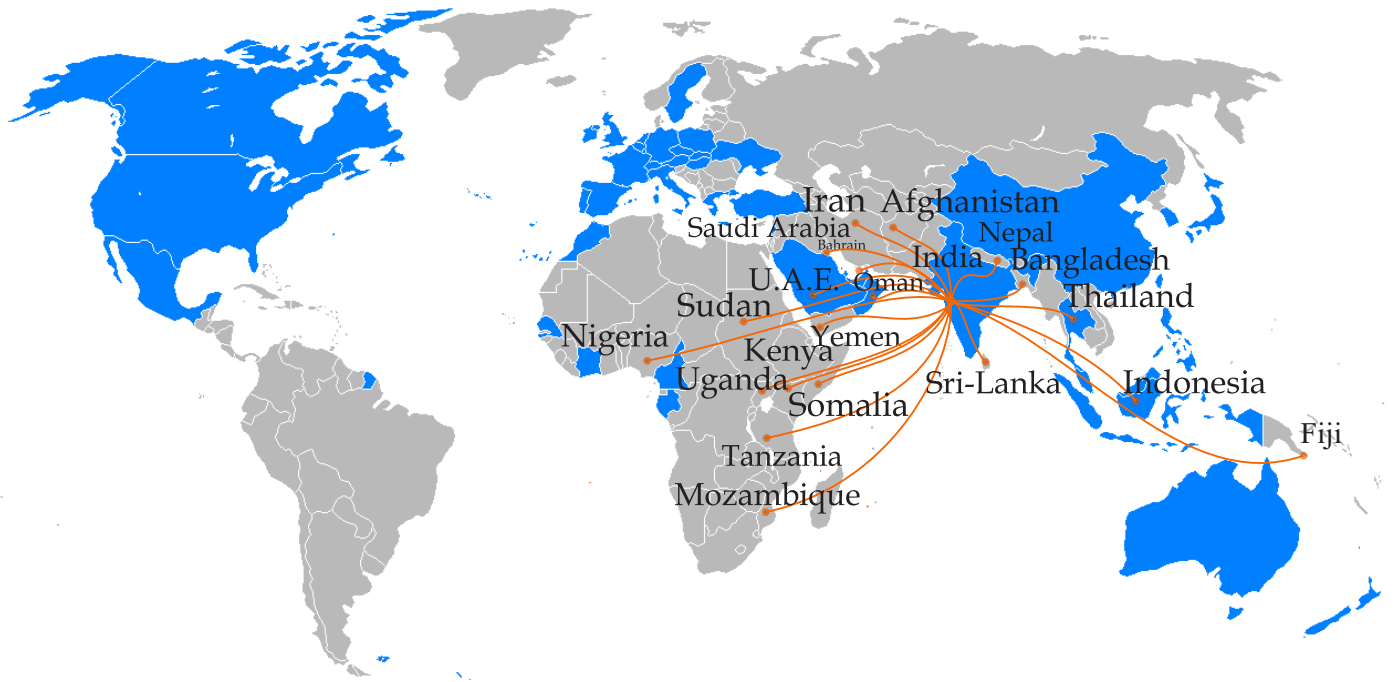 Iran
Afghanistan
Saudi Arabia
Nepal
Bahrain
India
Bangladesh
U.A.E.
Oman
Sudan
Thailand
Nigeria
Yemen
Kenya
Uganda
Sri-Lanka
Indonesia
Somalia
Fiji
Tanzania
Mozambique